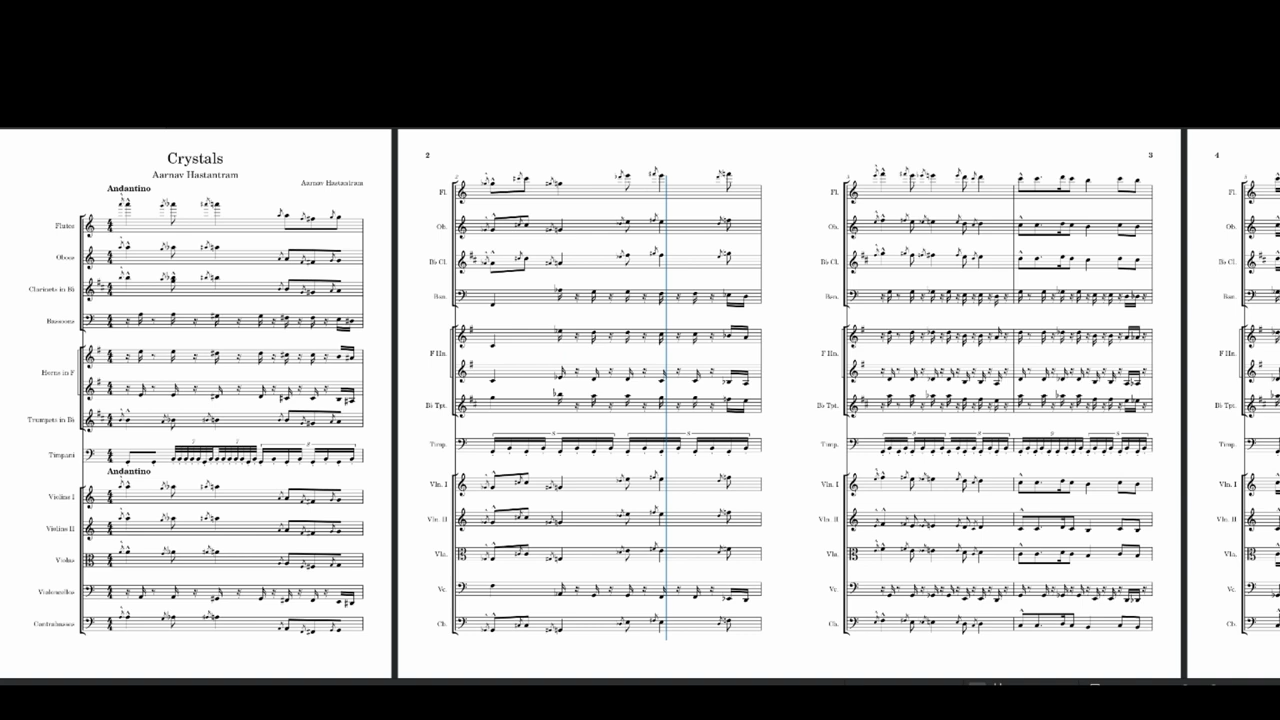 Crystals
Aarnav Hastantram
Aarnav Hastantram
Andantino
Flutes
Oboes
Clarinets in B♭
Bassoons
Horns in F
Trumpets in B♭
Timpani
Andantino
Violins I
Violins II
Violas
Violoncellos
Contrabasses
2
Fl.
Ob.
B♭ Cl.
Bsn.
F Hn.
B♭ Tpt.
Timp.
Vln. I
Vln. II
Vla.
Vc.
Cb.
3
Fl.
Ob.
B♭ Cl.
Bsn.
F Hn.
B♭ Tpt.
Timp.
Vln. I
Vln. II
Vla.
Vc.
Cb.
4
Fl.
Ob.
B♭ Cl.
Bsn.
F Hn.
B♭ Tpt.
Timp.
Vln. I
Vln. II
Vla.
Vc.
Cb.